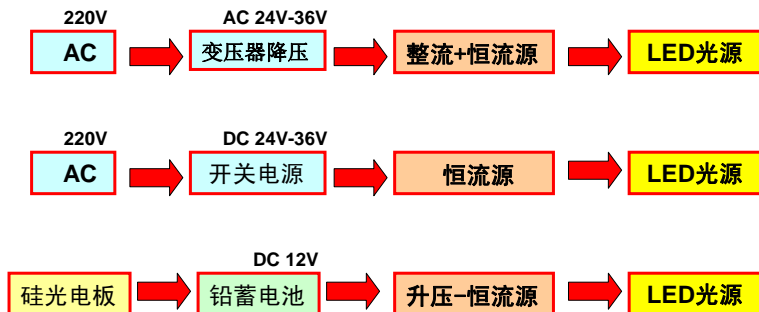 220V AC 24V-36V
AC 变压器降压 整流+恒流源 LED光源
220V DC 24V-36V
AC 开关电源 恒流源 LED光源
DC 12V
硅光电板 铅蓄电池 升压-恒流源 LED光源